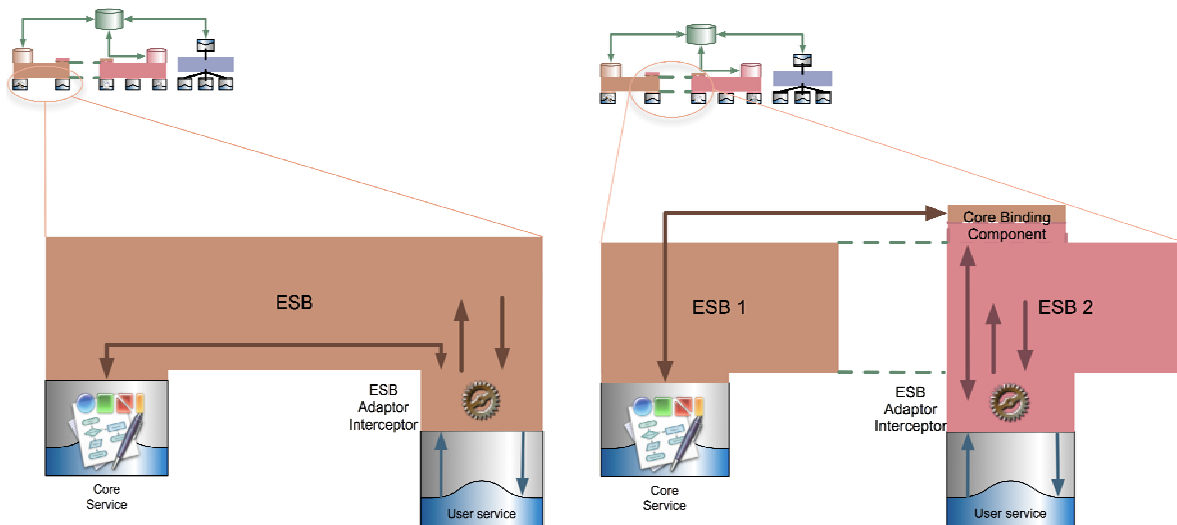 ESB
ESB
Adaptor
Interceptor
Core
Service
User service
Core Binding
Component
ESB 1
ESB 2
ESB
Adaptor
Interceptor
Core
Service
User service